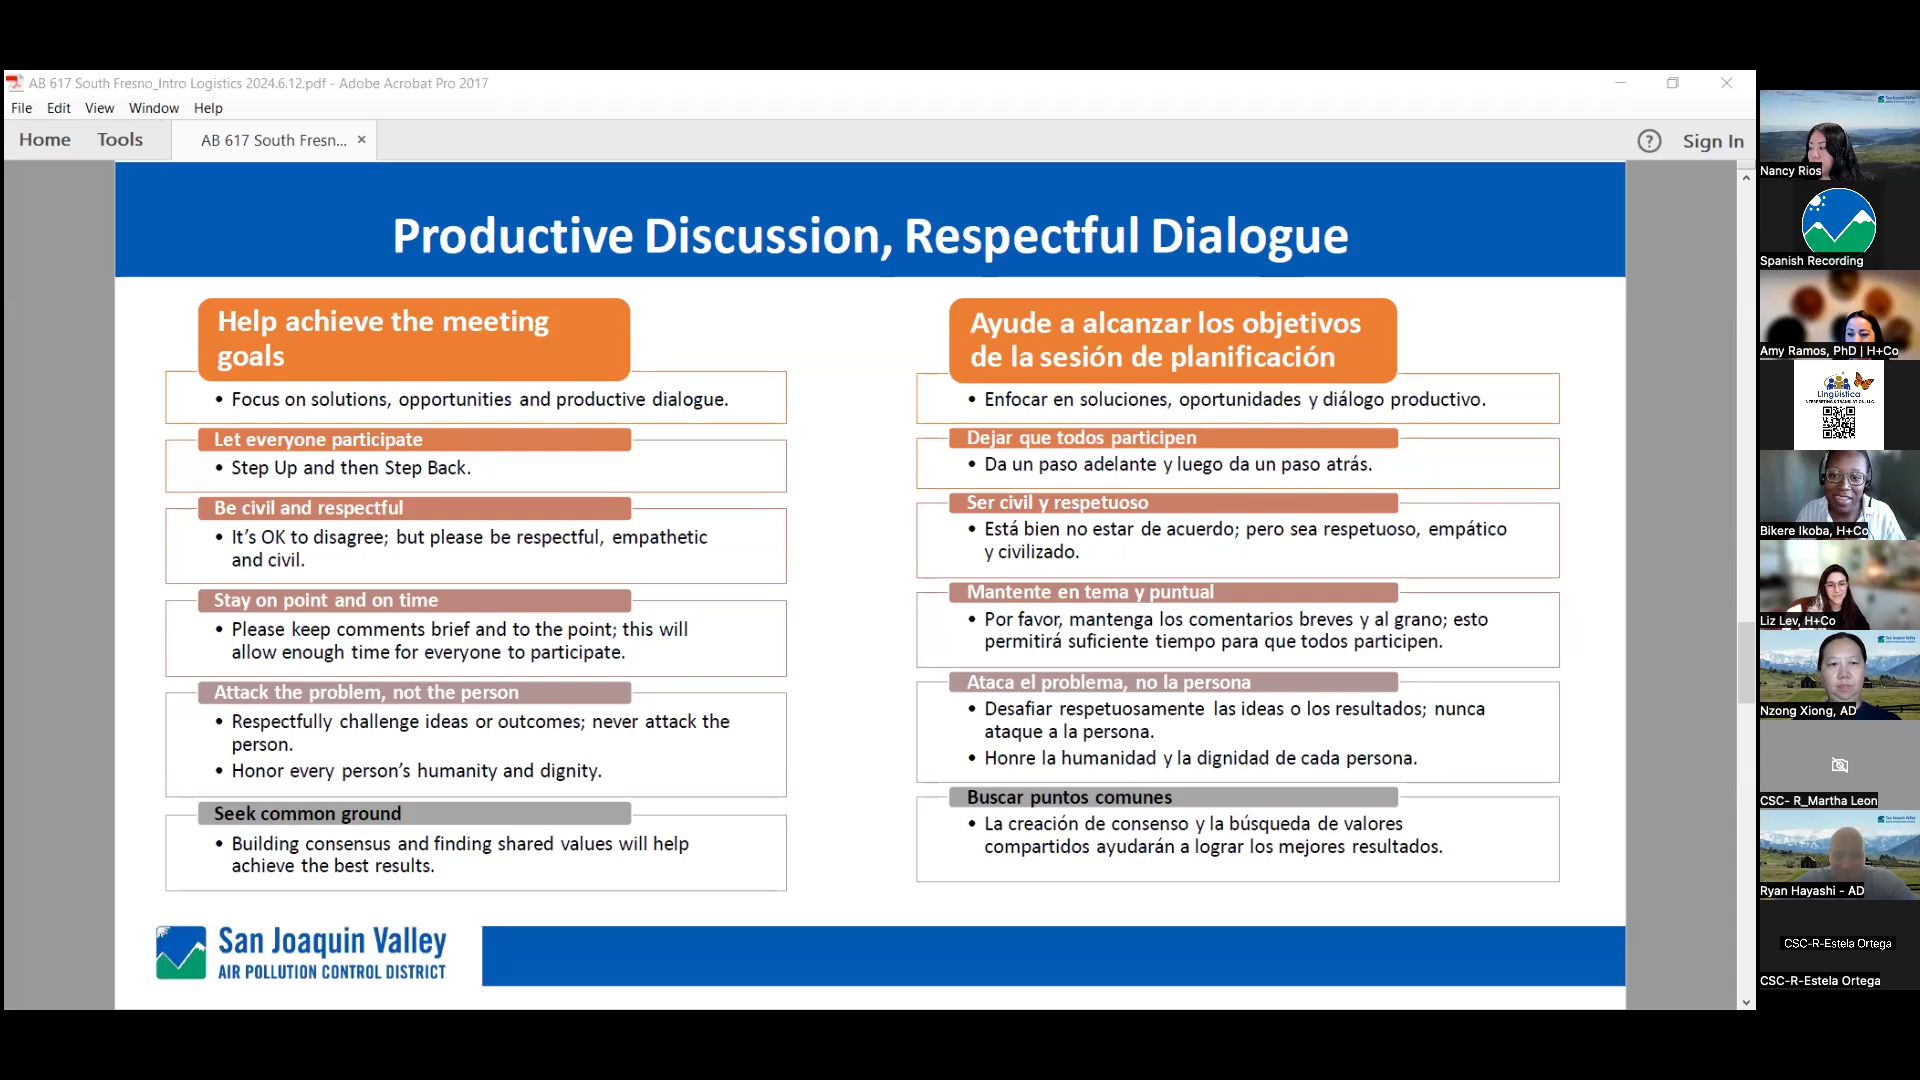 AB 617 South Fresno_Intro Logistics 2024.6.12.pdf - Adobe Acrobat Pro 2017
File Edit View Window Help
Home Tools AB 617 South Fresn... × ? Sign In
Productive Discussion, Respectful Dialogue
Help achieve the meeting
goals
• Focus on solutions, opportunities and productive dialogue.
Let everyone participate
• Step Up and then Step Back.
Be civil and respectful
• It's OK to disagree; but please be respectful, empathetic
and civil.
Stay on point and on time
• Please keep comments brief and to the point; this will
allow enough time for everyone to participate.
Attack the problem, not the person
• Respectfully challenge ideas or outcomes; never attack the
person.
• Honor every person's humanity and dignity.
Seek common ground
• Building consensus and finding shared values will help
achieve the best results.
Ayude a alcanzar los objetivos
de la sesión de planificación
• Enfocar en soluciones, oportunidades y diálogo productivo.
Dejar que todos participen
• Da un paso adelante y luego da un paso atrás.
Ser civil y respetuoso
• Está bien no estar de acuerdo; pero sea respetuoso, empático
y civilizado.
Mantente en tema y puntual
• Por favor, mantenga los comentarios breves y al grano; esto
permitirá suficiente tiempo para que todos participen.
Ataca el problema, no la persona
• Desafiar respetuosamente las ideas o los resultados; nunca
ataque a la persona.
• Honre la humanidad y la dignidad de cada persona.
Buscar puntos comunes
• La creación de consenso y la búsqueda de valores
compartidos ayudarán a lograr los mejores resultados.
San Joaquin Valley
AIR POLLUTION CONTROL DISTRICT
Nancy Rios
Spanish Recording
Amy Ramos, PhD | H+Co
Lingüística
Bikere Ikoba, H+Co
Liz Lev, H+Co
Nzong Xiong, AD
CSC- R_Martha Leon
Ryan Hayashi - AD
CSC-R-Estela Ortega
CSC-R-Estela Ortega